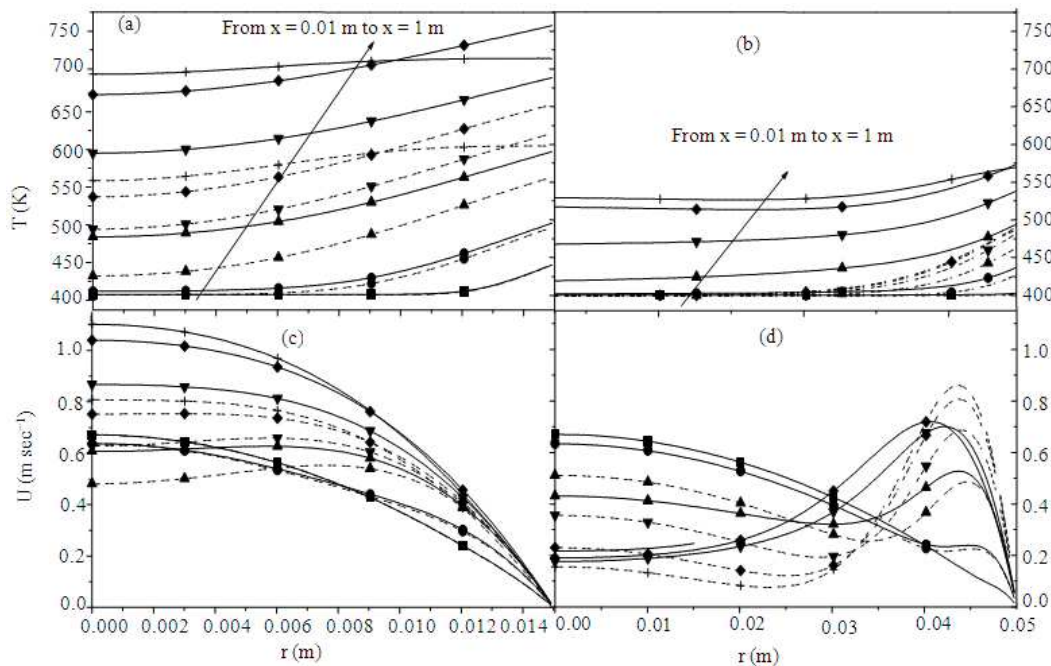 (a)
From x = 0.01 m to x = 1 m
750
700
650
600
550
500
450
400
T (K)
(b)
From x = 0.01 m to x = 1 m
750
700
650
600
550
500
450
400
(c)
1.0
0.8
0.6
0.4
0.2
0.0
U (m sec⁻¹)
0.000 0.002 0.004 0.006 0.008 0.010 0.012 0.014
r (m)
(d)
1.0
0.8
0.6
0.4
0.2
0.0
0.00 0.02 0.03 0.04 0.05
r (m)